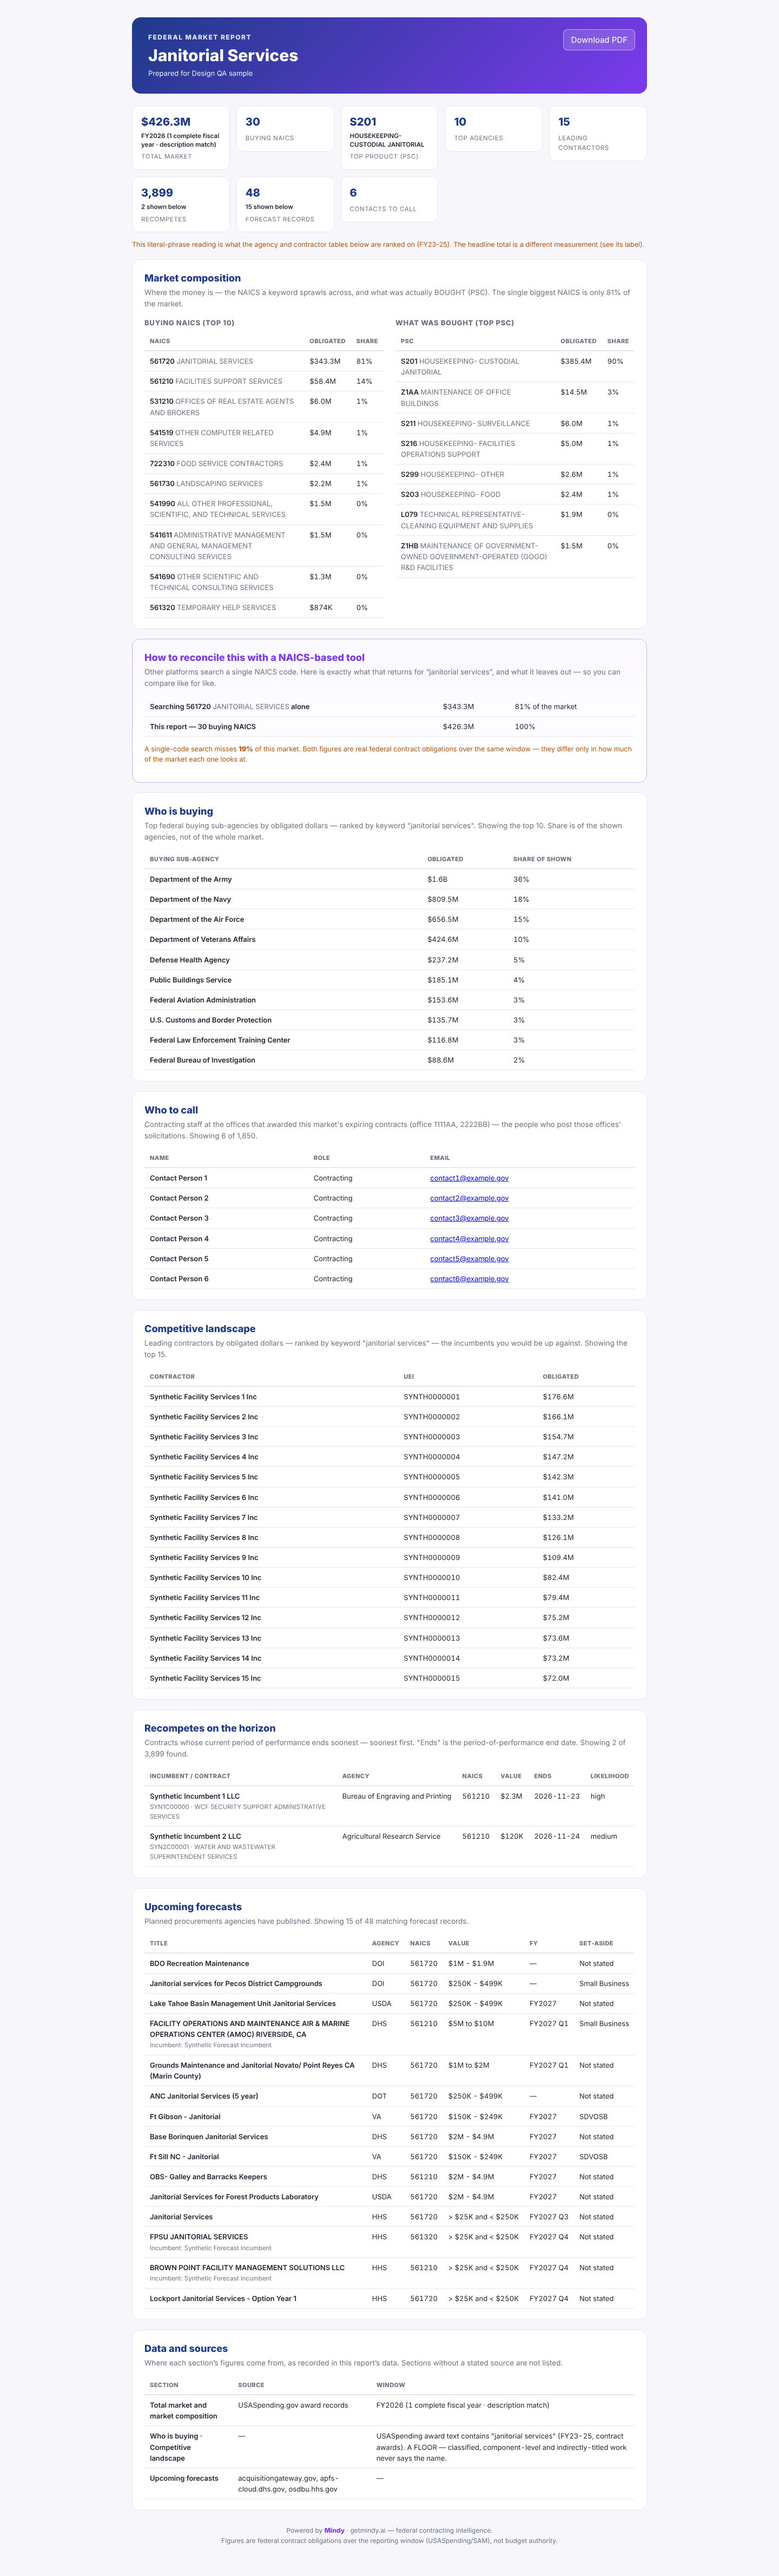 FEDERAL MARKET REPORT
Janitorial Services
Prepared for Design QA sample
Download PDF
$426.3M
FY2026 (1 complete fiscal
year · description match)
TOTAL MARKET
30
BUYING NAICS
S201
HOUSEKEEPING-
CUSTODIAL JANITORIAL
TOP PRODUCT (PSC)
10
TOP AGENCIES
15
LEADING
CONTRACTORS
3,899
2 shown below
RECOMPETES
48
15 shown below
FORECAST RECORDS
6
CONTACTS TO CALL
This literal-phrase reading is what the agency and contractor tables below are ranked on (FY23-25). The headline total is a different measurement (see its label).
Market composition
Where the money is — the NAICS a keyword sprawls across, and what was actually BOUGHT (PSC). The single biggest NAICS is only 81% of
the market.
BUYING NAICS (TOP 10)
NAICS OBLIGATED SHARE
561720 JANITORIAL SERVICES $343.3M 81%
561210 FACILITIES SUPPORT SERVICES $58.4M 14%
531210 OFFICES OF REAL ESTATE AGENTS $6.0M 1%
AND BROKERS
541519 OTHER COMPUTER RELATED $4.9M 1%
SERVICES
722310 FOOD SERVICE CONTRACTORS $2.4M 1%
561730 LANDSCAPING SERVICES $2.2M 1%
541990 ALL OTHER PROFESSIONAL, $1.5M 0%
SCIENTIFIC, AND TECHNICAL SERVICES
541611 ADMINISTRATIVE MANAGEMENT $1.5M 0%
AND GENERAL MANAGEMENT
CONSULTING SERVICES
541690 OTHER SCIENTIFIC AND $1.3M 0%
TECHNICAL CONSULTING SERVICES
561320 TEMPORARY HELP SERVICES $874K 0%
WHAT WAS BOUGHT (TOP PSC)
PSC OBLIGATED SHARE
S201 HOUSEKEEPING- CUSTODIAL $385.4M 90%
JANITORIAL
Z1AA MAINTENANCE OF OFFICE $14.5M 3%
BUILDINGS
S211 HOUSEKEEPING- SURVEILLANCE $6.0M 1%
S216 HOUSEKEEPING- FACILITIES $5.0M 1%
OPERATIONS SUPPORT
S299 HOUSEKEEPING- OTHER $2.6M 1%
S203 HOUSEKEEPING- FOOD $2.4M 1%
L079 TECHNICAL REPRESENTATIVE- $1.9M 0%
CLEANING EQUIPMENT AND SUPPLIES
Z1HB MAINTENANCE OF GOVERNMENT- $1.5M 0%
OWNED GOVERNMENT-OPERATED (GOGO)
R&D FACILITIES
How to reconcile this with a NAICS-based tool
Other platforms search a single NAICS code. Here is exactly what that returns for "janitorial services", and what it leaves out — so you can
compare like for like.
Searching 561720 JANITORIAL SERVICES alone $343.3M 81% of the market
This report — 30 buying NAICS $426.3M 100%
A single-code search misses 19% of this market. Both figures are real federal contract obligations over the same window — they differ only in how much
of the market each one looks at.
Who is buying
Top federal buying sub-agencies by obligated dollars — ranked by keyword "janitorial services". Showing the top 10. Share is of the shown
agencies, not of the whole market.
BUYING SUB-AGENCY OBLIGATED SHARE OF SHOWN
Department of the Army $1.6B 36%
Department of the Navy $809.5M 18%
Department of the Air Force $656.5M 15%
Department of Veterans Affairs $424.6M 10%
Defense Health Agency $237.2M 5%
Public Buildings Service $185.1M 4%
Federal Aviation Administration $153.6M 3%
U.S. Customs and Border Protection $135.7M 3%
Federal Law Enforcement Training Center $116.8M 3%
Federal Bureau of Investigation $88.6M 2%
Who to call
Contracting staff at the offices that awarded this market's expiring contracts (office 1111AA, 2222BB) — the people who post those offices'
solicitations. Showing 6 of 1,850.
NAME ROLE EMAIL
Contact Person 1 Contracting contact1@example.gov
Contact Person 2 Contracting contact2@example.gov
Contact Person 3 Contracting contact3@example.gov
Contact Person 4 Contracting contact4@example.gov
Contact Person 5 Contracting contact5@example.gov
Contact Person 6 Contracting contact6@example.gov
Competitive landscape
Leading contractors by obligated dollars — ranked by keyword "janitorial services" — the incumbents you would be up against. Showing the
top 15.
CONTRACTOR UEI OBLIGATED
Synthetic Facility Services 1 Inc SYNTH0000001 $176.6M
Synthetic Facility Services 2 Inc SYNTH0000002 $166.1M
Synthetic Facility Services 3 Inc SYNTH0000003 $154.7M
Synthetic Facility Services 4 Inc SYNTH0000004 $147.2M
Synthetic Facility Services 5 Inc SYNTH0000005 $142.3M
Synthetic Facility Services 6 Inc SYNTH0000006 $141.0M
Synthetic Facility Services 7 Inc SYNTH0000007 $133.2M
Synthetic Facility Services 8 Inc SYNTH0000008 $126.1M
Synthetic Facility Services 9 Inc SYNTH0000009 $109.4M
Synthetic Facility Services 10 Inc SYNTH0000010 $82.4M
Synthetic Facility Services 11 Inc SYNTH0000011 $79.4M
Synthetic Facility Services 12 Inc SYNTH0000012 $75.2M
Synthetic Facility Services 13 Inc SYNTH0000013 $73.6M
Synthetic Facility Services 14 Inc SYNTH0000014 $73.2M
Synthetic Facility Services 15 Inc SYNTH0000015 $72.0M
Recompetes on the horizon
Contracts whose current period of performance ends soonest — soonest first. "Ends" is the period-of-performance end date. Showing 2 of
3,899 found.
INCUMBENT / CONTRACT AGENCY NAICS VALUE ENDS LIKELIHOOD
Synthetic Incumbent 1 LLC Bureau of Engraving and Printing 561210 $2.3M 2026-11-23 high
SYN1C00000 · WCF SECURITY SUPPORT ADMINISTRATIVE
SERVICES
Synthetic Incumbent 2 LLC Agricultural Research Service 561210 $120K 2026-11-24 medium
SYN2C00001 · WATER AND WASTEWATER
SUPERINTENDENT SERVICES
Upcoming forecasts
Planned procurements agencies have published. Showing 15 of 48 matching forecast records.
TITLE AGENCY NAICS VALUE FY SET-ASIDE
BDO Recreation Maintenance DOI 561720 $1M - $1.9M — Not stated
Janitorial services for Pecos District Campgrounds DOI 561720 $250K - $499K — Small Business
Lake Tahoe Basin Management Unit Janitorial Services USDA 561720 $250K - $499K FY2027 Not stated
FACILITY OPERATIONS AND MAINTENANCE AIR & MARINE DHS 561210 $5M to $10M FY2027 Q1 Small Business
OPERATIONS CENTER (AMOC) RIVERSIDE, CA
Incumbent: Synthetic Forecast Incumbent
Grounds Maintenance and Janitorial Novato/ Point Reyes CA DHS 561720 $1M to $2M FY2027 Q1 Not stated
(Marin County)
ANC Janitorial Services (5 year) DOT 561720 $250K - $499K — Not stated
Ft Gibson - Janitorial VA 561720 $150K - $249K FY2027 SDVOSB
Base Borinquen Janitorial Services DHS 561720 $2M - $4.9M FY2027 Not stated
Ft Sill NC - Janitorial VA 561720 $150K - $249K FY2027 SDVOSB
OBS- Galley and Barracks Keepers DHS 561210 $2M - $4.9M FY2027 Not stated
Janitorial Services for Forest Products Laboratory USDA 561720 $2M - $4.9M FY2027 Not stated
Janitorial Services HHS 561720 > $25K and < $250K FY2027 Q3 Not stated
FPSU JANITORIAL SERVICES HHS 561320 > $25K and < $250K FY2027 Q4 Not stated
Incumbent: Synthetic Forecast Incumbent
BROWN POINT FACILITY MANAGEMENT SOLUTIONS LLC HHS 561210 > $25K and < $250K FY2027 Q4 Not stated
Incumbent: Synthetic Forecast Incumbent
Lockport Janitorial Services - Option Year 1 HHS 561720 > $25K and < $250K FY2027 Q4 Not stated
Data and sources
Where each section's figures come from, as recorded in this report's data. Sections without a stated source are not listed.
SECTION SOURCE WINDOW
Total market and USASpending.gov award records FY2026 (1 complete fiscal year · description match)
market composition
Who is buying · — USASpending award text contains "janitorial services" (FY23-25, contract
Competitive awards). A FLOOR — classified, component-level and indirectly-titled work
landscape never says the name.
Upcoming forecasts acquisitiongateway.gov, apfs- —
cloud.dhs.gov, osdbu.hhs.gov
Powered by Mindy · getmindy.ai — federal contracting intelligence.
Figures are federal contract obligations over the reporting window (USASpending/SAM), not budget authority.